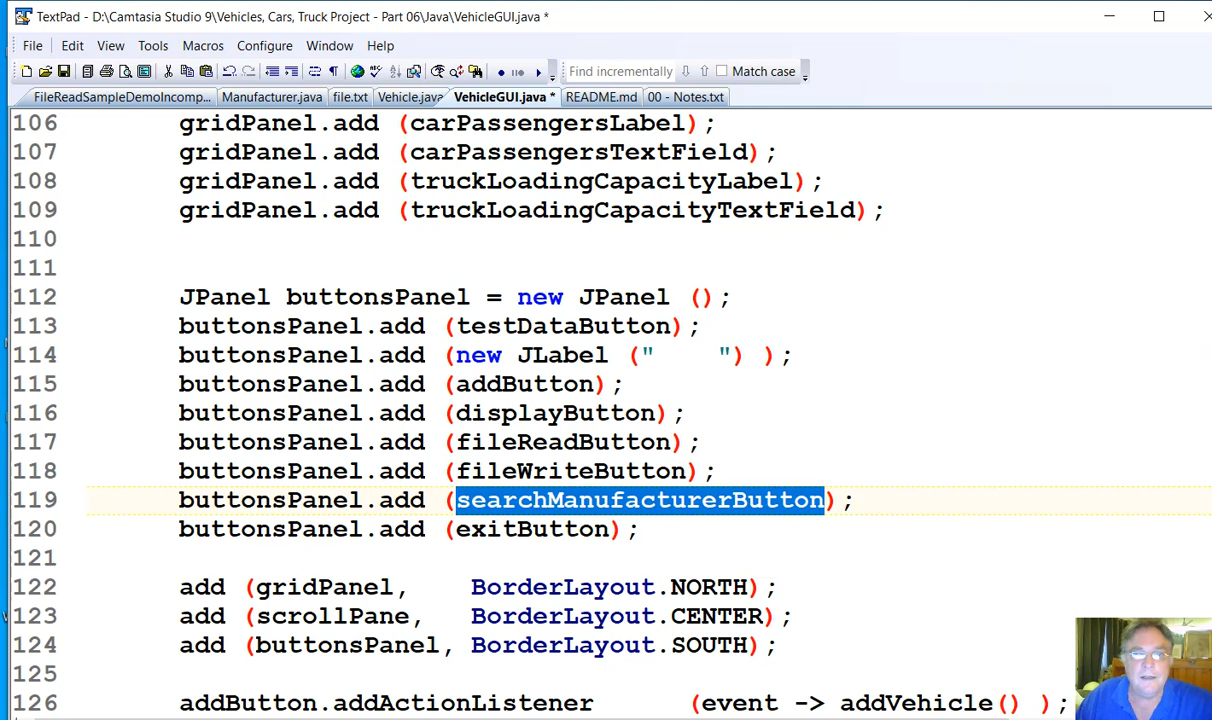 TextPad - D:\Camtasia Studio 9\Vehicles, Cars, Truck Project - Part 06\Java\VehicleGUI.java *
File Edit View Tools Macros Configure Window Help
Find incrementally Match case
FileReadSampleDemoIncomp... Manufacturer.java file.txt Vehicle.java VehicleGUI.java * README.md 00 - Notes.txt
106 gridPanel.add (carPassengersLabel);
107 gridPanel.add (carPassengersTextField);
108 gridPanel.add (truckLoadingCapacityLabel);
109 gridPanel.add (truckLoadingCapacityTextField);
110
111
112 JPanel buttonsPanel = new JPanel ();
113 buttonsPanel.add (testDataButton);
114 buttonsPanel.add (new JLabel ("    ") );
115 buttonsPanel.add (addButton);
116 buttonsPanel.add (displayButton);
117 buttonsPanel.add (fileReadButton);
118 buttonsPanel.add (fileWriteButton);
119 buttonsPanel.add (searchManufacturerButton);
120 buttonsPanel.add (exitButton);
121
122 add (gridPanel,    BorderLayout.NORTH);
123 add (scrollPane,   BorderLayout.CENTER);
124 add (buttonsPanel, BorderLayout.SOUTH);
125
126 addButton.addActionListener      (event -> addVehicle() );